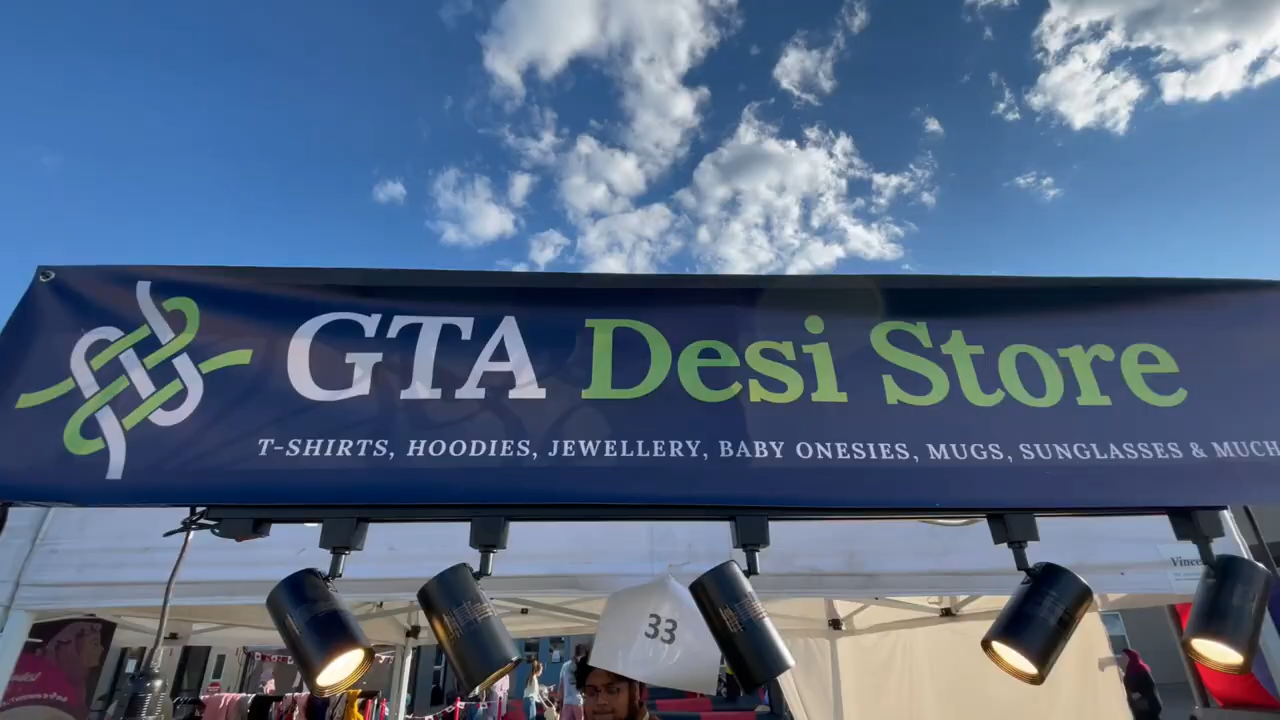 GTA Desi Store
T-SHIRTS, HOODIES, JEWELLERY, BABY ONESIES, MUGS, SUNGLASSES & MUCH
33